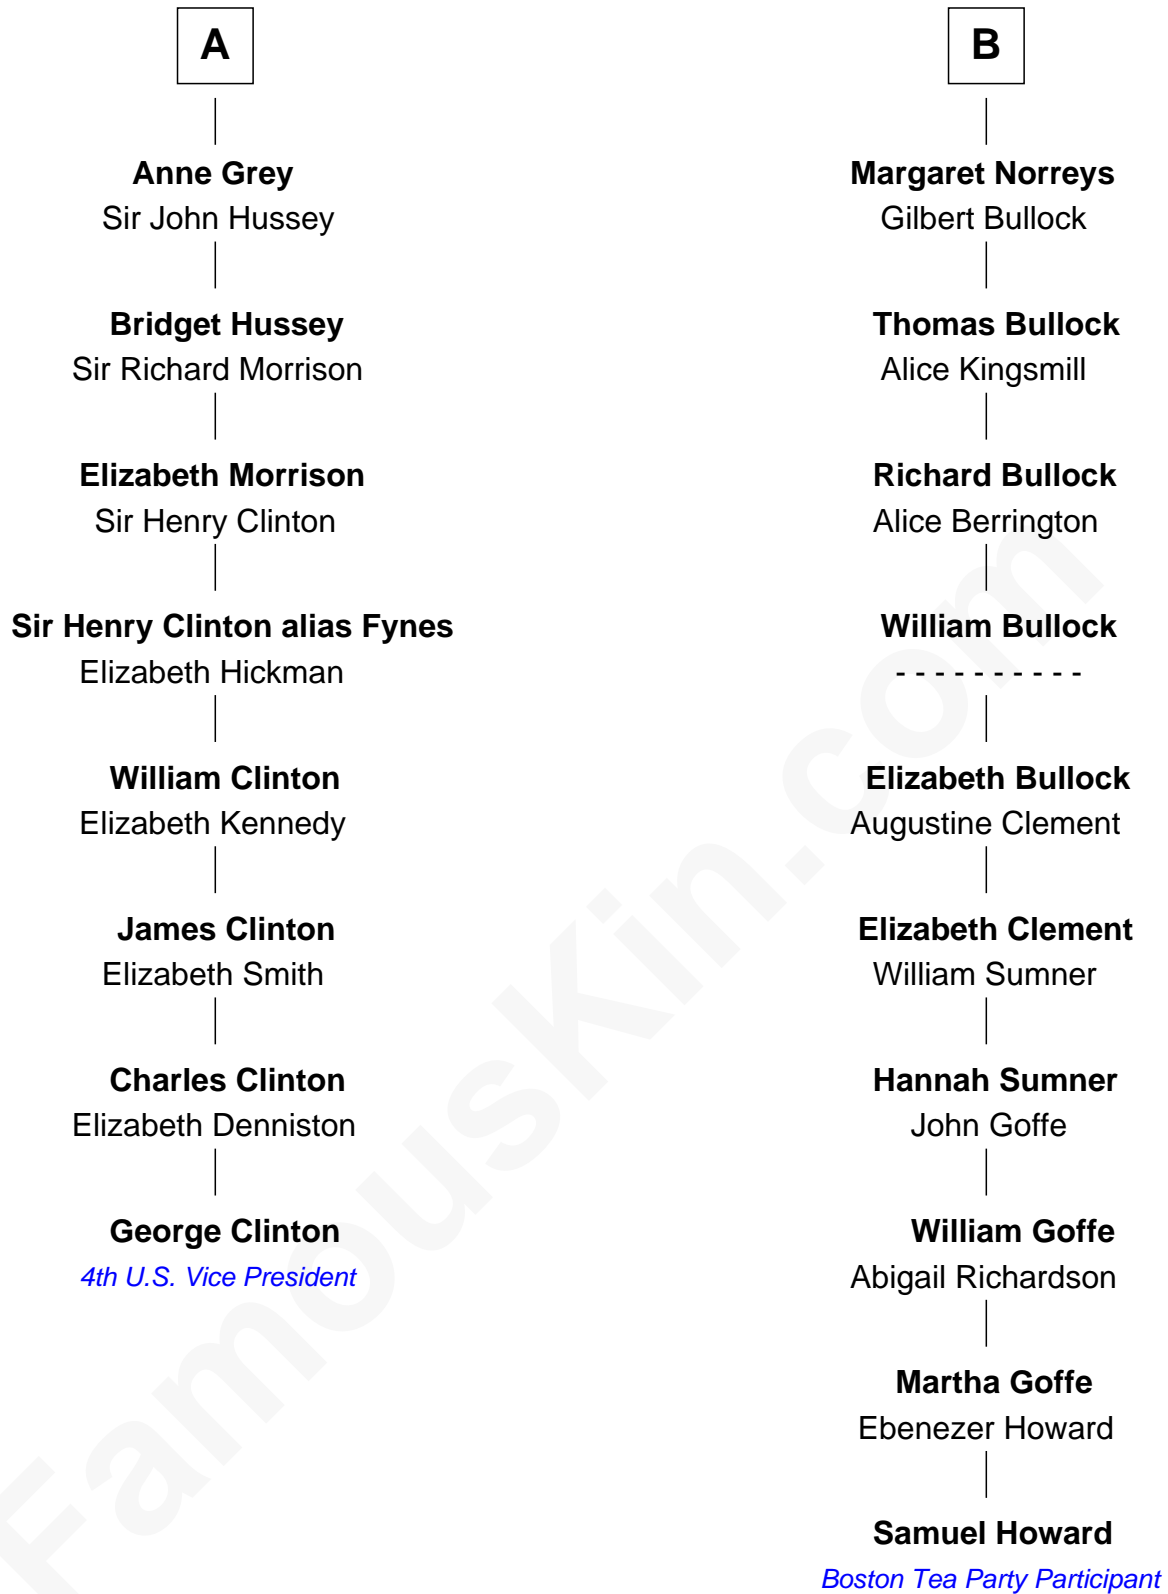 A
Anne Grey
Sir John Hussey
Bridget Hussey
Sir Richard Morrison
Elizabeth Morrison
Sir Henry Clinton
Sir Henry Clinton alias Fynes
Elizabeth Hickman
William Clinton
Elizabeth Kennedy
James Clinton
Elizabeth Smith
Charles Clinton
Elizabeth Denniston
George Clinton
4th U.S. Vice President
B
Margaret Norreys
Gilbert Bullock
Thomas Bullock
Alice Kingsmill
Richard Bullock
Alice Berrington
William Bullock
- - - - - - - - - -
Elizabeth Bullock
Augustine Clement
Elizabeth Clement
William Sumner
Hannah Sumner
John Goffe
William Goffe
Abigail Richardson
Martha Goffe
Ebenezer Howard
Samuel Howard
Boston Tea Party Participant
FamousKin.com